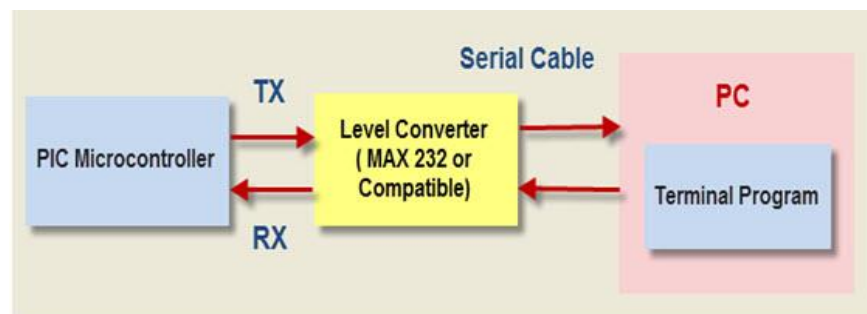 Serial Cable
TX
PC
PIC Microcontroller
Level Converter
( MAX 232 or
Compatible)
Terminal Program
RX